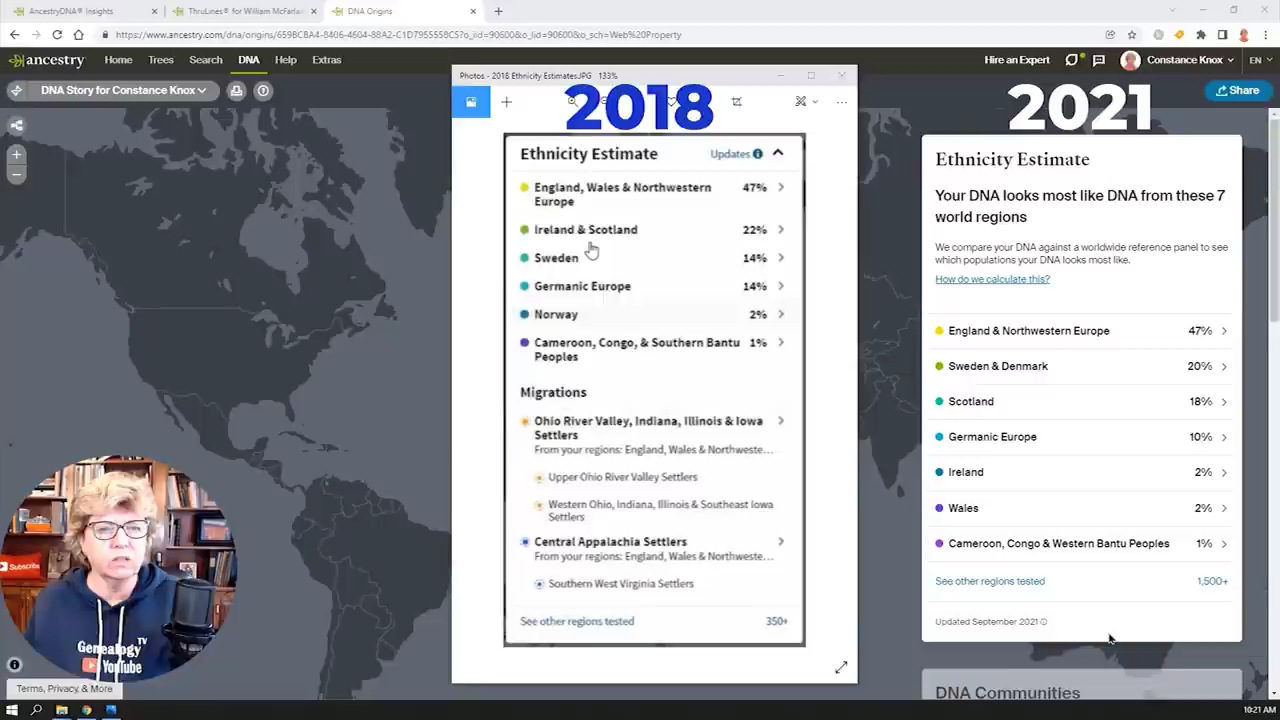 AncestryDNA® Insights
ThruLines® for William McFarla
DNA Origins
https://www.ancestry.com/dna/origins/659BCBA4-8406-4604-88A2-C1D7955558C5?o_iid=90600&o_lid=90600&o_sch=Web%20Property
ancestry Home Trees Search DNA Help Extras Hire an Expert Constance Knox EN
DNA Story for Constance Knox
Share
Photos - 2018 Ethnicity Estimates.JPG 133%
2018
Ethnicity Estimate Updates
England, Wales & Northwestern 47%
Europe
Ireland & Scotland 22%
Sweden 14%
Germanic Europe 14%
Norway 2%
Cameroon, Congo, & Southern Bantu 1%
Peoples
Migrations
Ohio River Valley, Indiana, Illinois & Iowa
Settlers
From your regions: England, Wales & Northweste...
Upper Ohio River Valley Settlers
Western Ohio, Indiana, Illinois & Southeast Iowa
Settlers
Central Appalachia Settlers
From your regions: England, Wales & Northweste...
Southern West Virginia Settlers
See other regions tested 350+
2021
Ethnicity Estimate
Your DNA looks most like DNA from these 7
world regions
We compare your DNA against a worldwide reference panel to see
which populations your DNA looks most like.
How do we calculate this?
England & Northwestern Europe 47%
Sweden & Denmark 20%
Scotland 18%
Germanic Europe 10%
Ireland 2%
Wales 2%
Cameroon, Congo & Western Bantu Peoples 1%
See other regions tested 1,500+
Updated September 2021
DNA Communities
Subscribe
Genealogy
TV
YouTube
Terms, Privacy, & More
10:21 AM